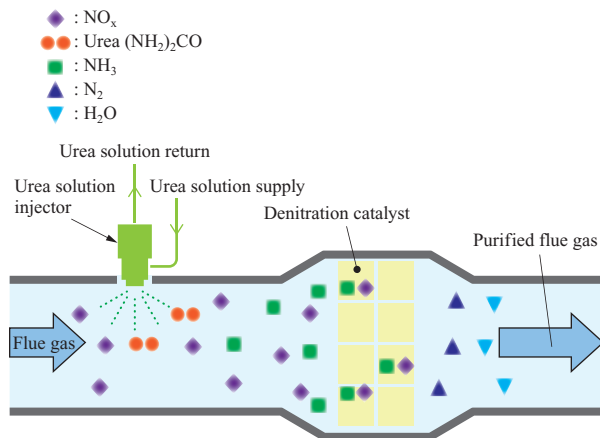 : NOx
: Urea (NH2)2CO
: NH3
: N2
: H2O
Urea solution return
Urea solution
injector
Urea solution supply
Denitration catalyst
Purified flue gas
Flue gas